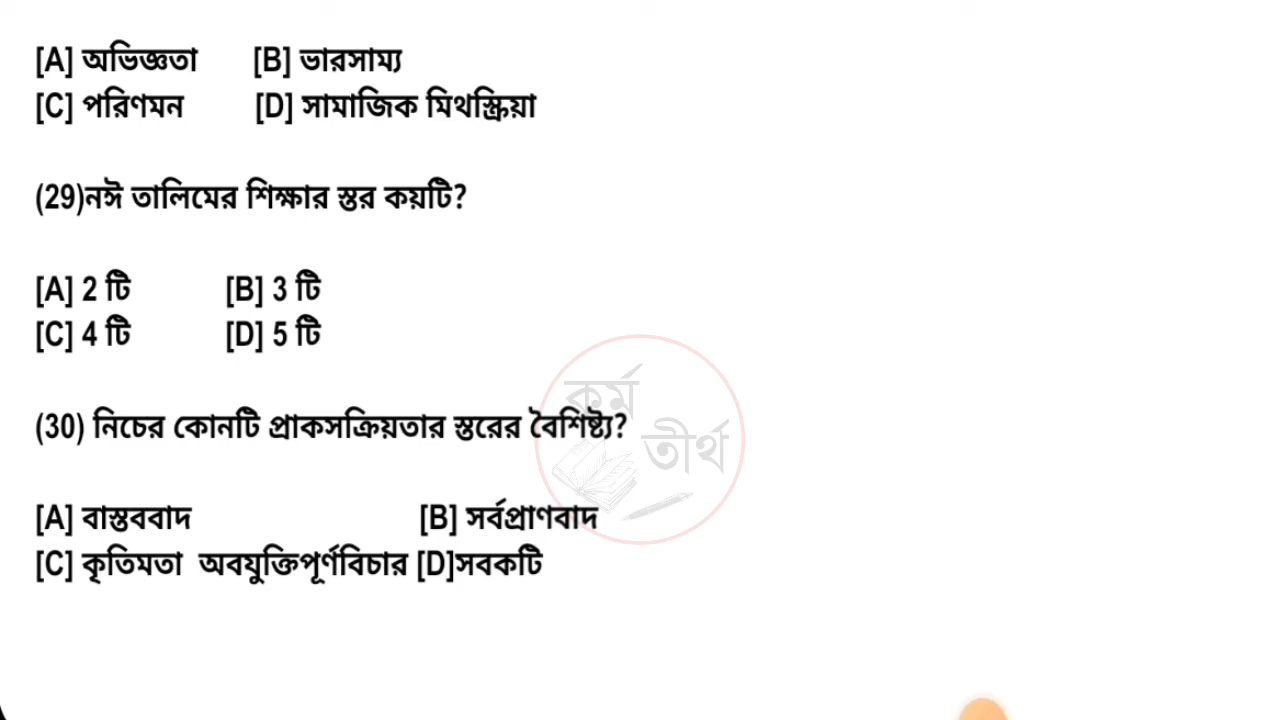 [A] অভিজ্ঞতা [B] ভারসাম্য
[C] পরিণমন [D] সামাজিক মিথস্ক্রিয়া
(29)নঈ তালিমের শিক্ষার স্তর কয়টি?
[A] 2 টি [B] 3 টি
[C] 4 টি [D] 5 টি
(30) নিচের কোনটি প্রাকসক্রিয়তার স্তরের বৈশিষ্ট্য?
[A] বাস্তববাদ [B] সর্বপ্রাণবাদ
[C] কৃতিমতা অবযুক্তিপূর্ণবিচার [D]সবকটি
কর্ম
তীর্থ